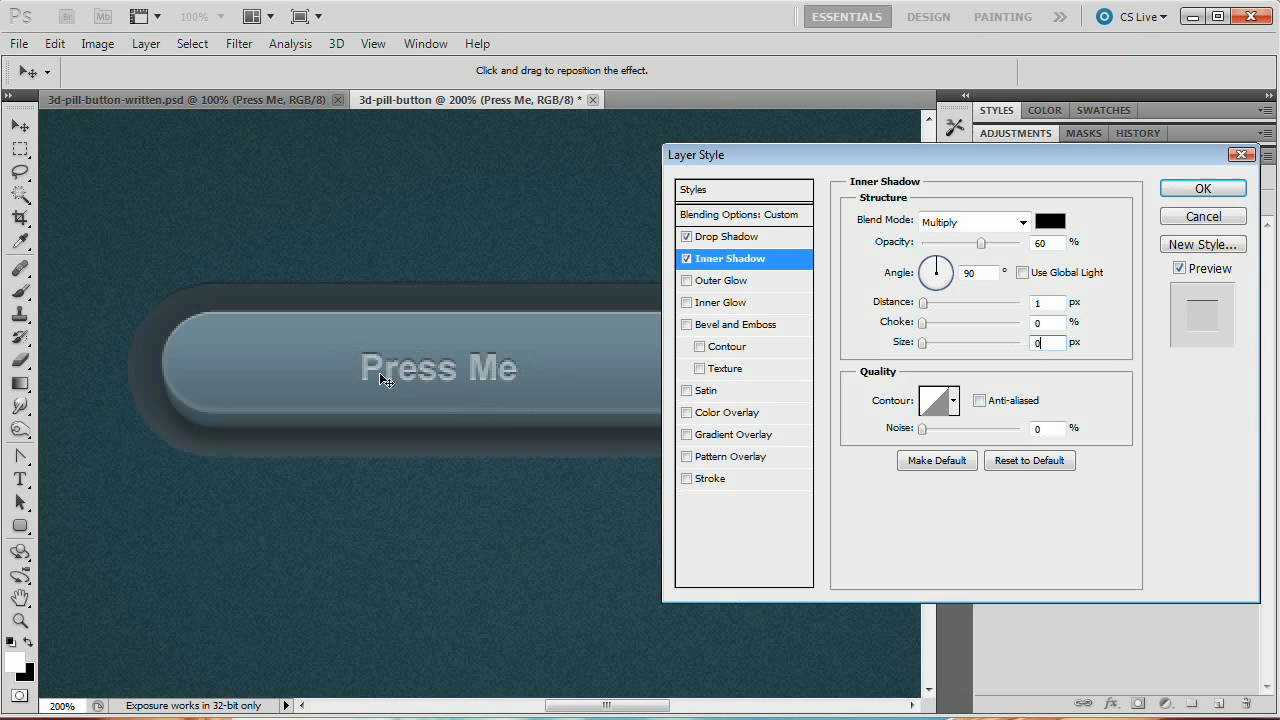 Ps Br Mb 100% ESSENTIALS DESIGN PAINTING CS Live
File Edit Image Layer Select Filter Analysis 3D View Window Help
Click and drag to reposition the effect.
3d-pill-button-written.psd @ 100% (Press Me, RGB/8) 3d-pill-button @ 200% (Press Me, RGB/8) *
STYLES COLOR SWATCHES
ADJUSTMENTS MASKS HISTORY
Layer Style
Styles
Blending Options: Custom
Drop Shadow
Inner Shadow
Outer Glow
Inner Glow
Bevel and Emboss
Contour
Texture
Satin
Color Overlay
Gradient Overlay
Pattern Overlay
Stroke
Inner Shadow
Structure
Blend Mode: Multiply
Opacity: 60 %
Angle: 90 ° Use Global Light
Distance: 1 px
Choke: 0 %
Size: 0 px
Quality
Contour: Anti-aliased
Noise: 0 %
Make Default Reset to Default
OK
Cancel
New Style...
Preview
Press Me
200% Exposure works in 32-bit only